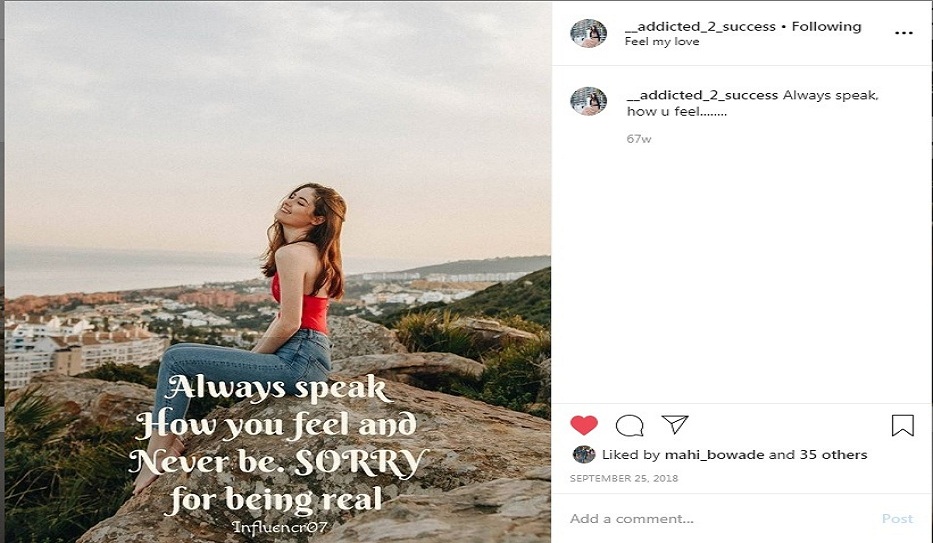 Always speak
How you feel and
Never be. SORRY
for being real
Influencr07
__addicted_2_success • Following
Feel my love
__addicted_2_success Always speak,
how u feel........
67w
Liked by mahi_bowade and 35 others
SEPTEMBER 25, 2018
Add a comment...
Post